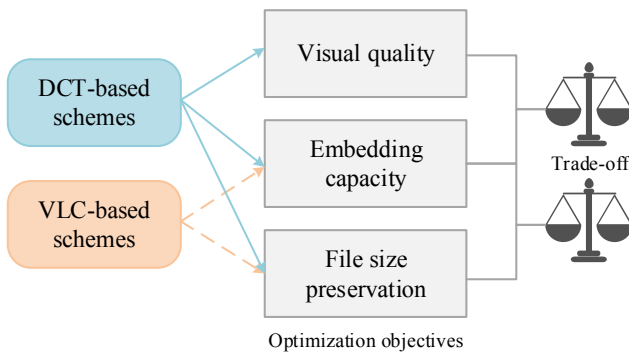 DCT-based
schemes
VLC-based
schemes
Visual quality
Embedding
capacity
File size
preservation
Optimization objectives
Trade-off